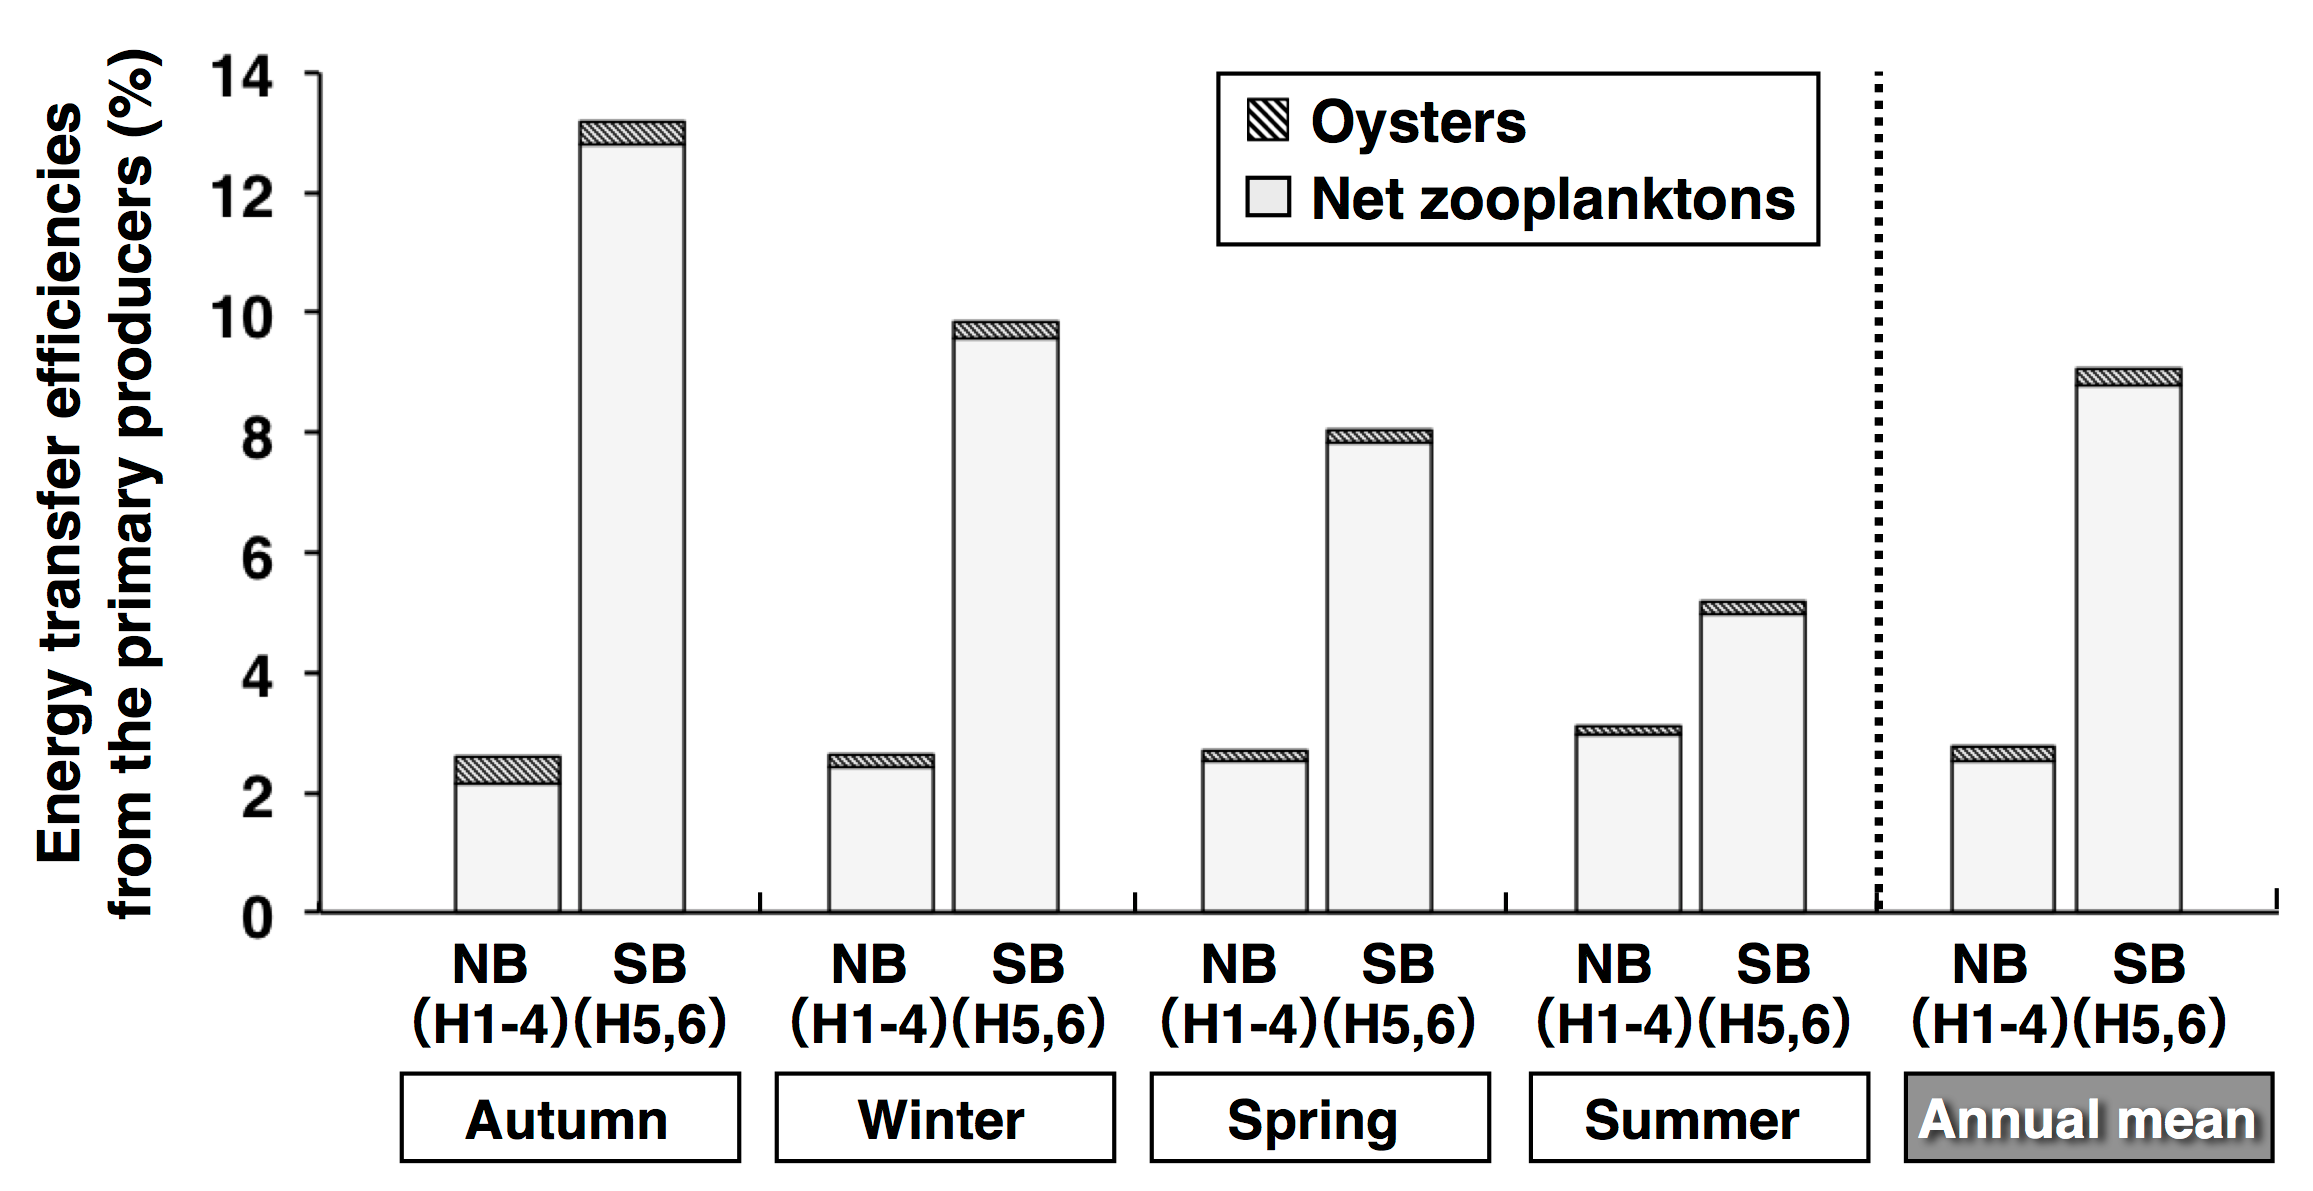 Energy transfer efficiencies
from the primary producers (%)
14
12
10
8
6
4
2
0
Oysters
Net zooplanktons
NB SB NB SB NB SB NB SB NB SB
(H1-4)(H5,6) (H1-4)(H5,6) (H1-4)(H5,6) (H1-4)(H5,6) (H1-4)(H5,6)
Autumn Winter Spring Summer Annual mean